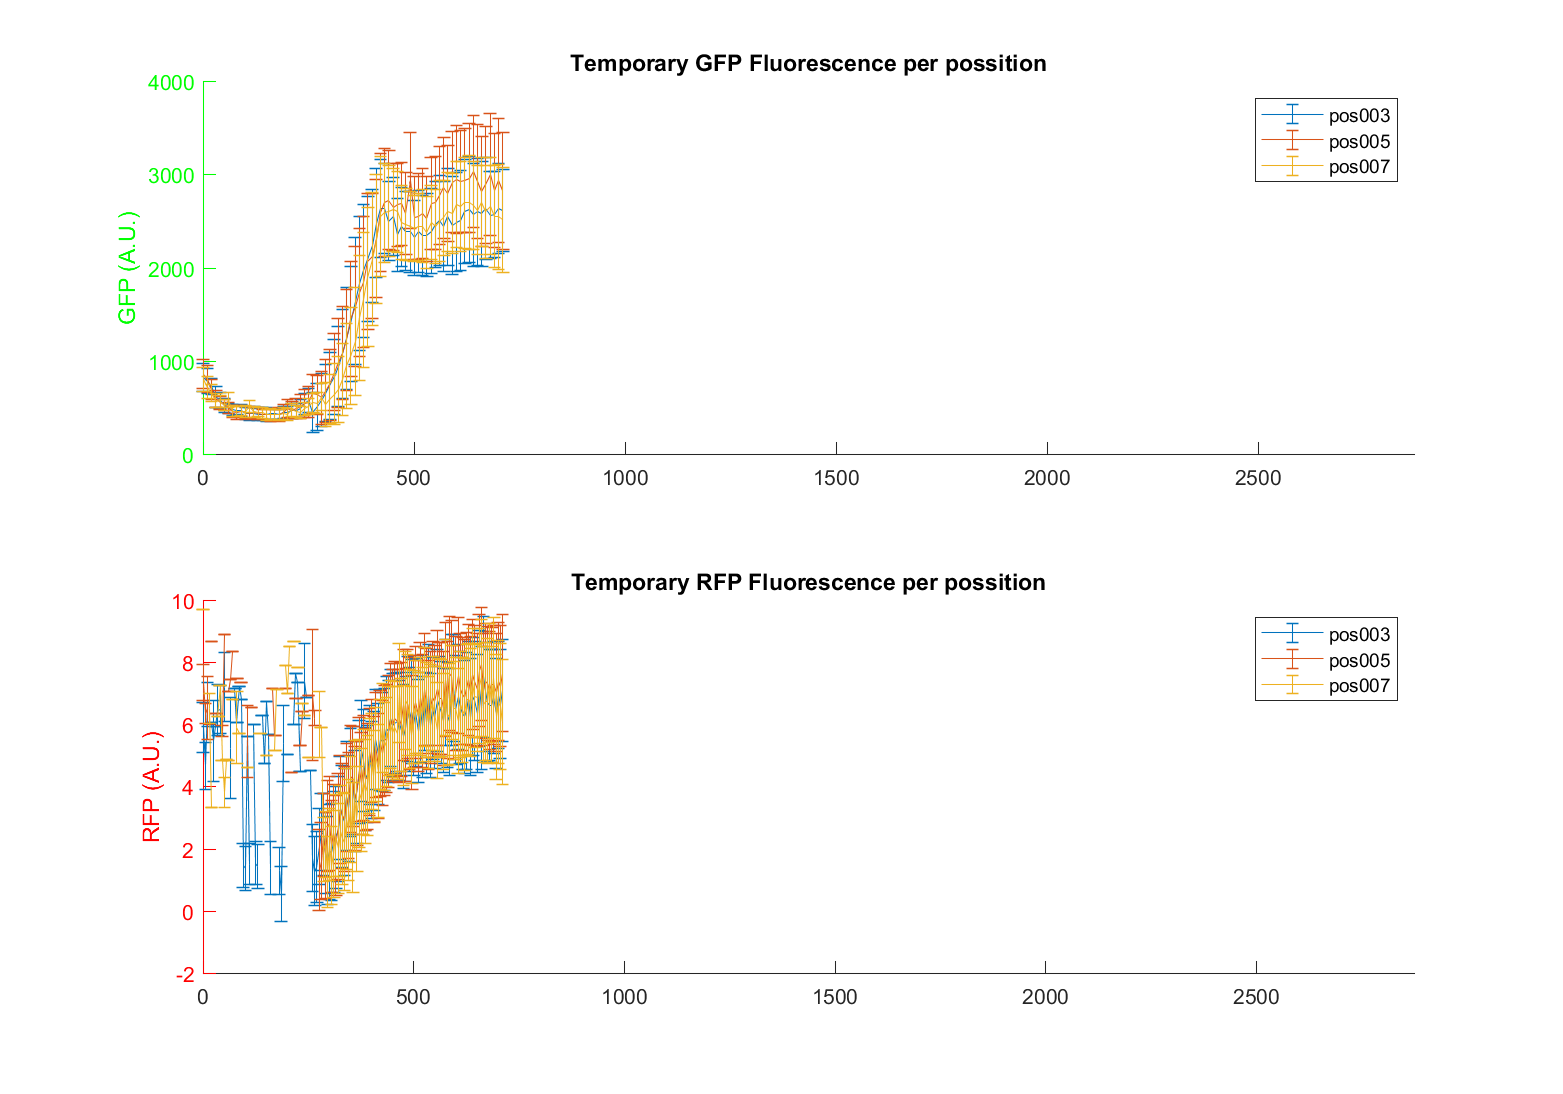 Temporary GFP Fluorescence per possition
4000
3000
2000
1000
0
GFP (A.U.)
0 500 1000 1500 2000 2500
pos003
pos005
pos007
Temporary RFP Fluorescence per possition
10
8
6
4
2
0
-2
RFP (A.U.)
0 500 1000 1500 2000 2500
pos003
pos005
pos007